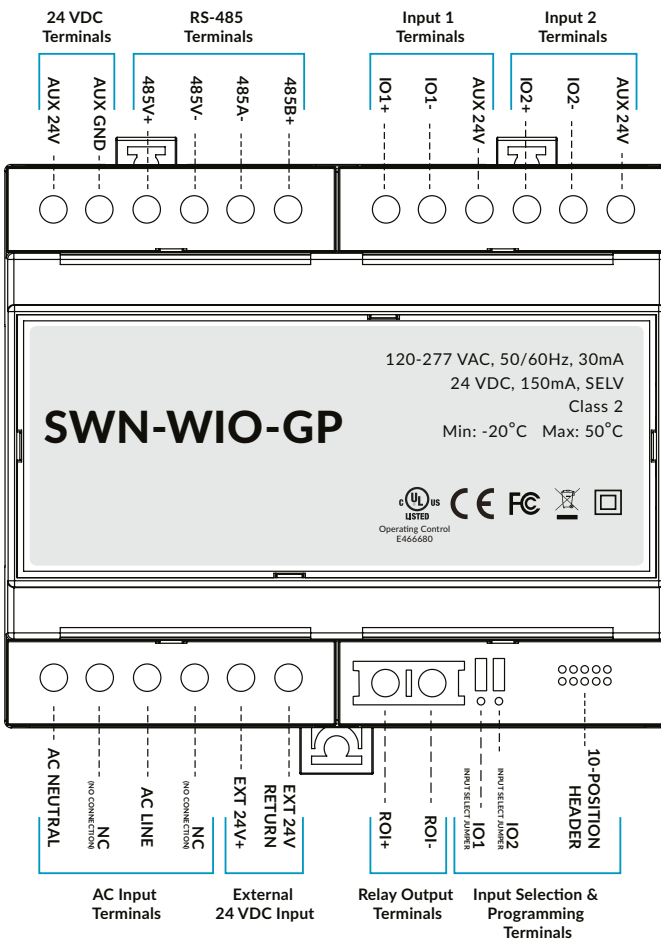 24 VDC
Terminals
RS-485
Terminals
Input 1
Terminals
Input 2
Terminals
AUX 24V
AUX GND
485V+
485V-
485A-
485B+
IO1+
IO1-
AUX 24V
IO2+
IO2-
AUX 24V
SWN-WIO-GP
120-277 VAC, 50/60Hz, 30mA
24 VDC, 150mA, SELV
Class 2
Min: -20°C Max: 50°C
C UL US
LISTED
Operating Control
E466680
CE FC
AC NEUTRAL
NC
(NO CONNECTION)
AC LINE
NC
(NO CONNECTION)
EXT 24V+
EXT 24V
RETURN
ROI+
ROI-
IO1
INPUT SELECT JUMPER
IO2
INPUT SELECT JUMPER
10-POSITION
HEADER
AC Input
Terminals
External
24 VDC Input
Relay Output
Terminals
Input Selection &
Programming
Terminals